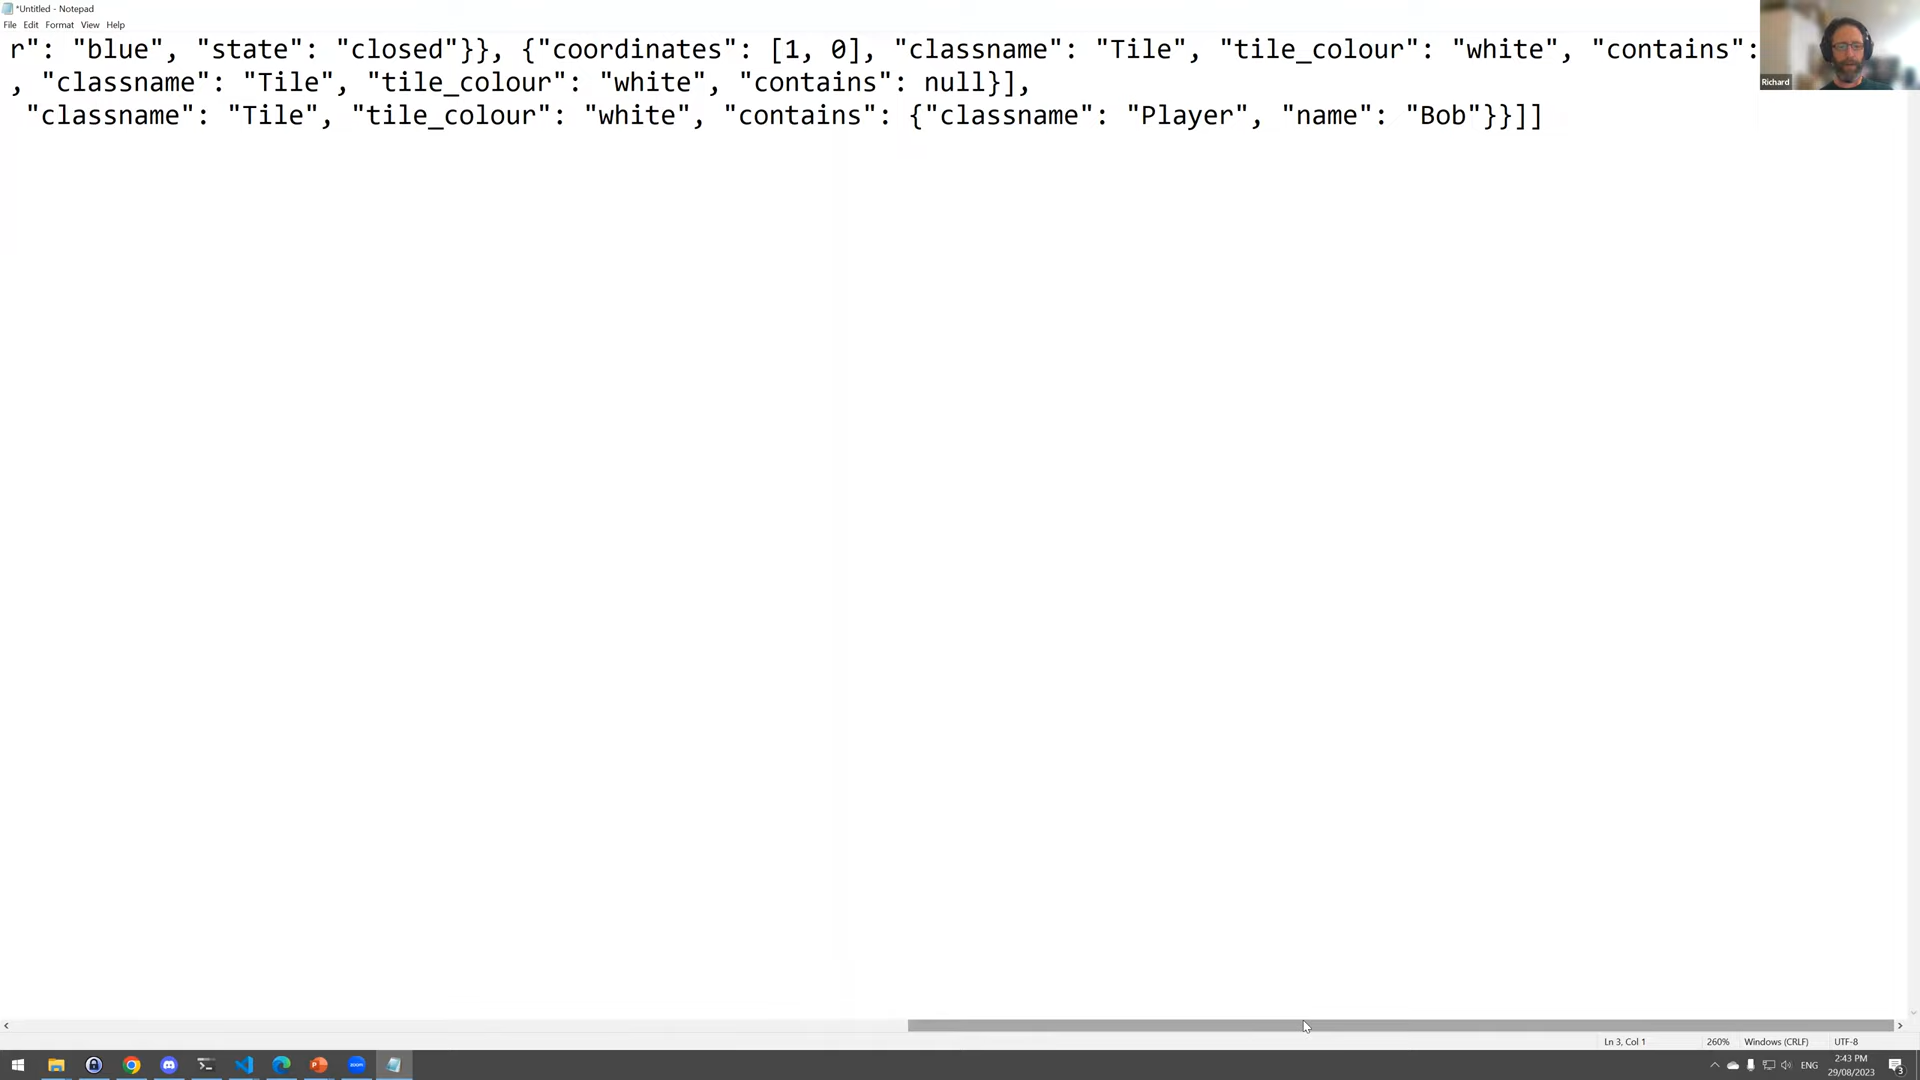 *Untitled - Notepad
File Edit Format View Help
r": "blue", "state": "closed"}}, {"coordinates": [1, 0], "classname": "Tile", "tile_colour": "white", "contains":
, "classname": "Tile", "tile_colour": "white", "contains": null}],
"classname": "Tile", "tile_colour": "white", "contains": {"classname": "Player", "name": "Bob"}}]]
Richard
Ln 3, Col 1 260% Windows (CRLF) UTF-8
zoom
ENG
2:43 PM
29/08/2023
3